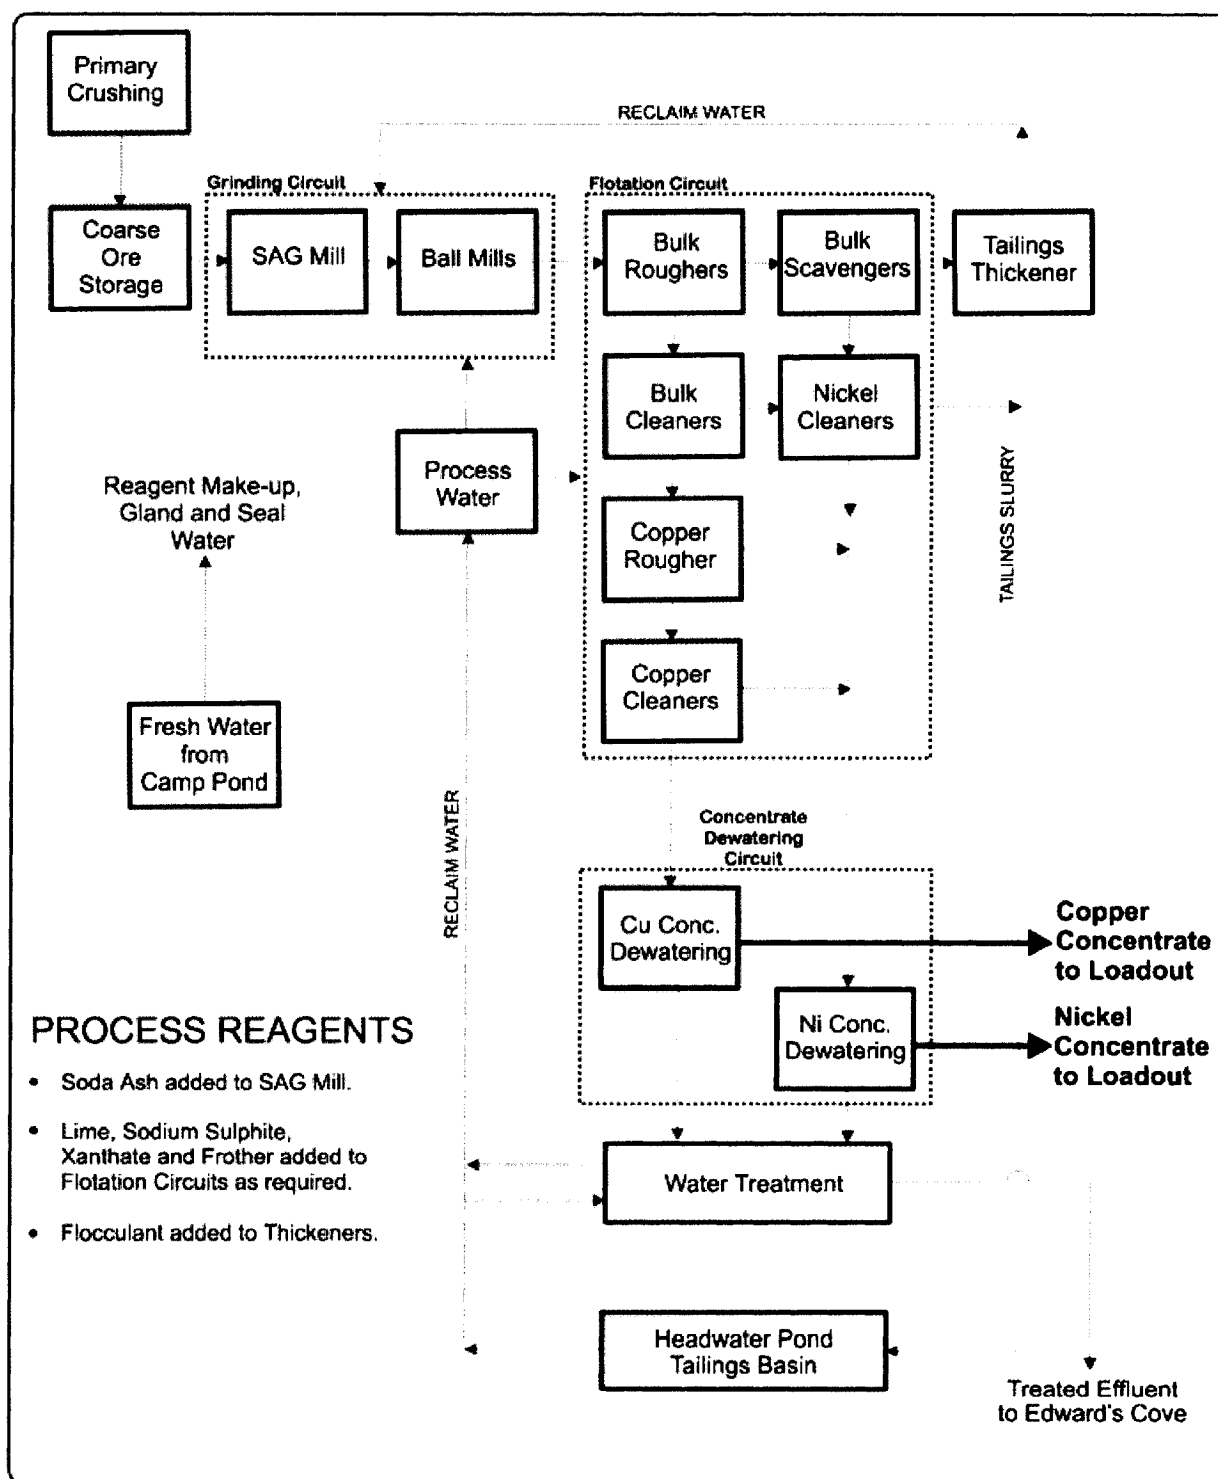 Primary
Crushing
RECLAIM WATER
Grinding Circuit
Flotation Circuit
Coarse
Ore
Storage
SAG Mill
Ball Mills
Bulk
Roughers
Bulk
Scavengers
Tailings
Thickener
Bulk
Cleaners
Nickel
Cleaners
Process
Water
Reagent Make-up,
Gland and Seal
Water
TAILINGS SLURRY
Copper
Rougher
Copper
Cleaners
Fresh Water
from
Camp Pond
RECLAIM WATER
Concentrate
Dewatering
Circuit
Cu Conc.
Dewatering
Copper
Concentrate
to Loadout
Ni Conc.
Dewatering
Nickel
Concentrate
to Loadout
PROCESS REAGENTS
• Soda Ash added to SAG Mill.
• Lime, Sodium Sulphite,
Xanthate and Frother added to
Flotation Circuits as required.
• Flocculant added to Thickeners.
Water Treatment
Headwater Pond
Tailings Basin
Treated Effluent
to Edward's Cove